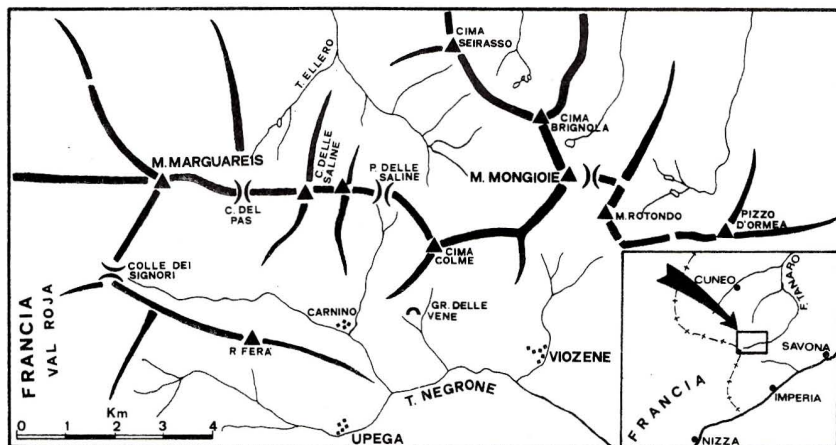 CIMA
SEIRASSO
T. ELLERO
CIMA
BRIGNOLA
M. MARGUAREIS
C. DELLE
SALINE
P. DELLE
SALINE
M. MONGIOIE
C. DEL
PAS
M. ROTONDO
PIZZO
D'ORMEA
CIMA
COLME
COLLE DEI
SIGNORI
CARNINO
GR. DELLE
VENE
FRANCIA
VAL ROJA
R. FERA'
VIOZENE
T. NEGRONE
UPEGA
Km
0 1 2 3 4
CUNEO
F. TANARO
SAVONA
IMPERIA
FRANCIA
NIZZA